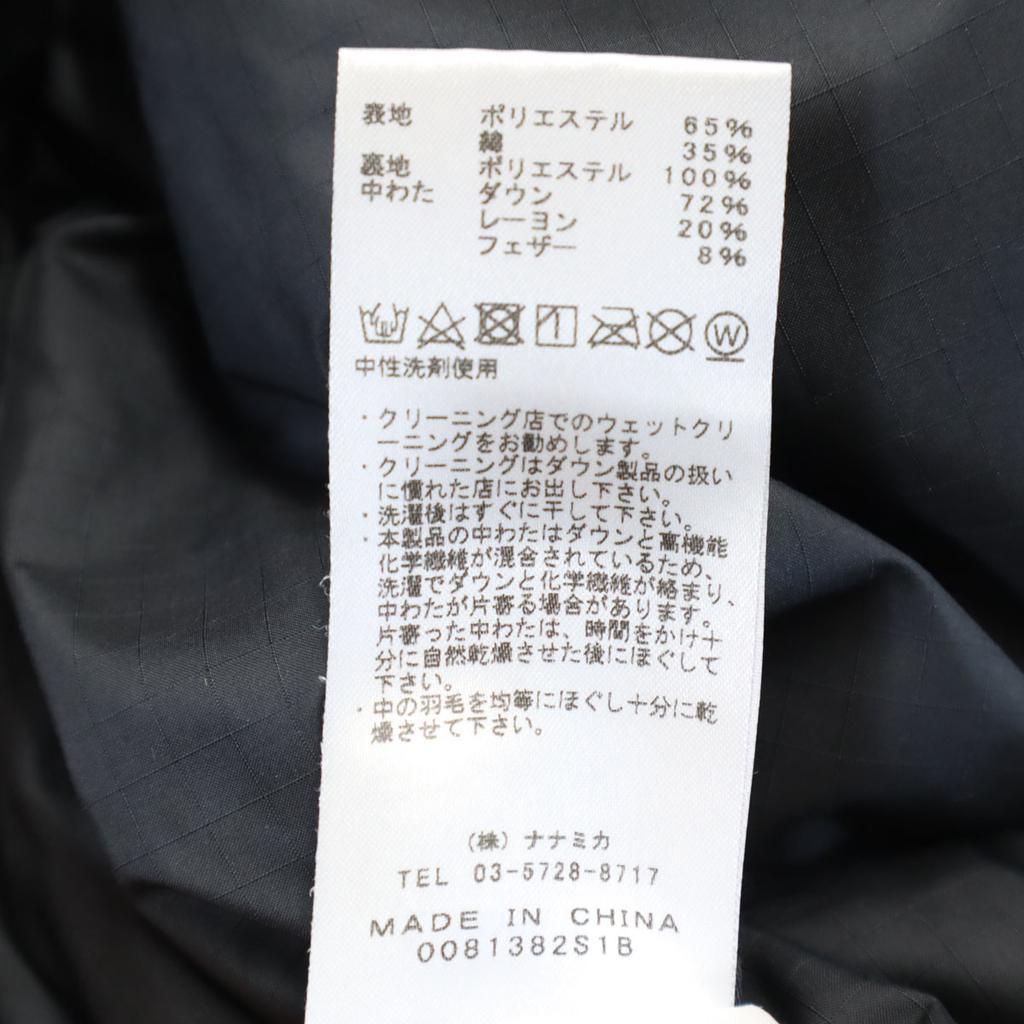 表地 ポリエステル 65%
綿 35%
裏地 ポリエステル 100%
中わた ダウン 72%
レーヨン 20%
フェザー 8%
W
中性洗剤使用
・クリーニング店でのウェットクリ
ーニングをお勧めします。
・クリーニングはダウン製品の扱い
に慣れた店にお出し下さい。
・洗濯後はすぐに干して下さい。
・本製品の中わたはダウンと高機能
化学繊維が混合されているため、
洗濯でダウンと化学繊維が絡まり、
中わたが片寄る場合があります。
片寄った中わたは、時間をかけ十
分に自然乾燥させた後にほぐして
下さい。
・中の羽毛を均等にほぐし十分に乾
燥させて下さい。
(株) ナナミカ
TEL 03-5728-8717
MADE IN CHINA
0081382S1B